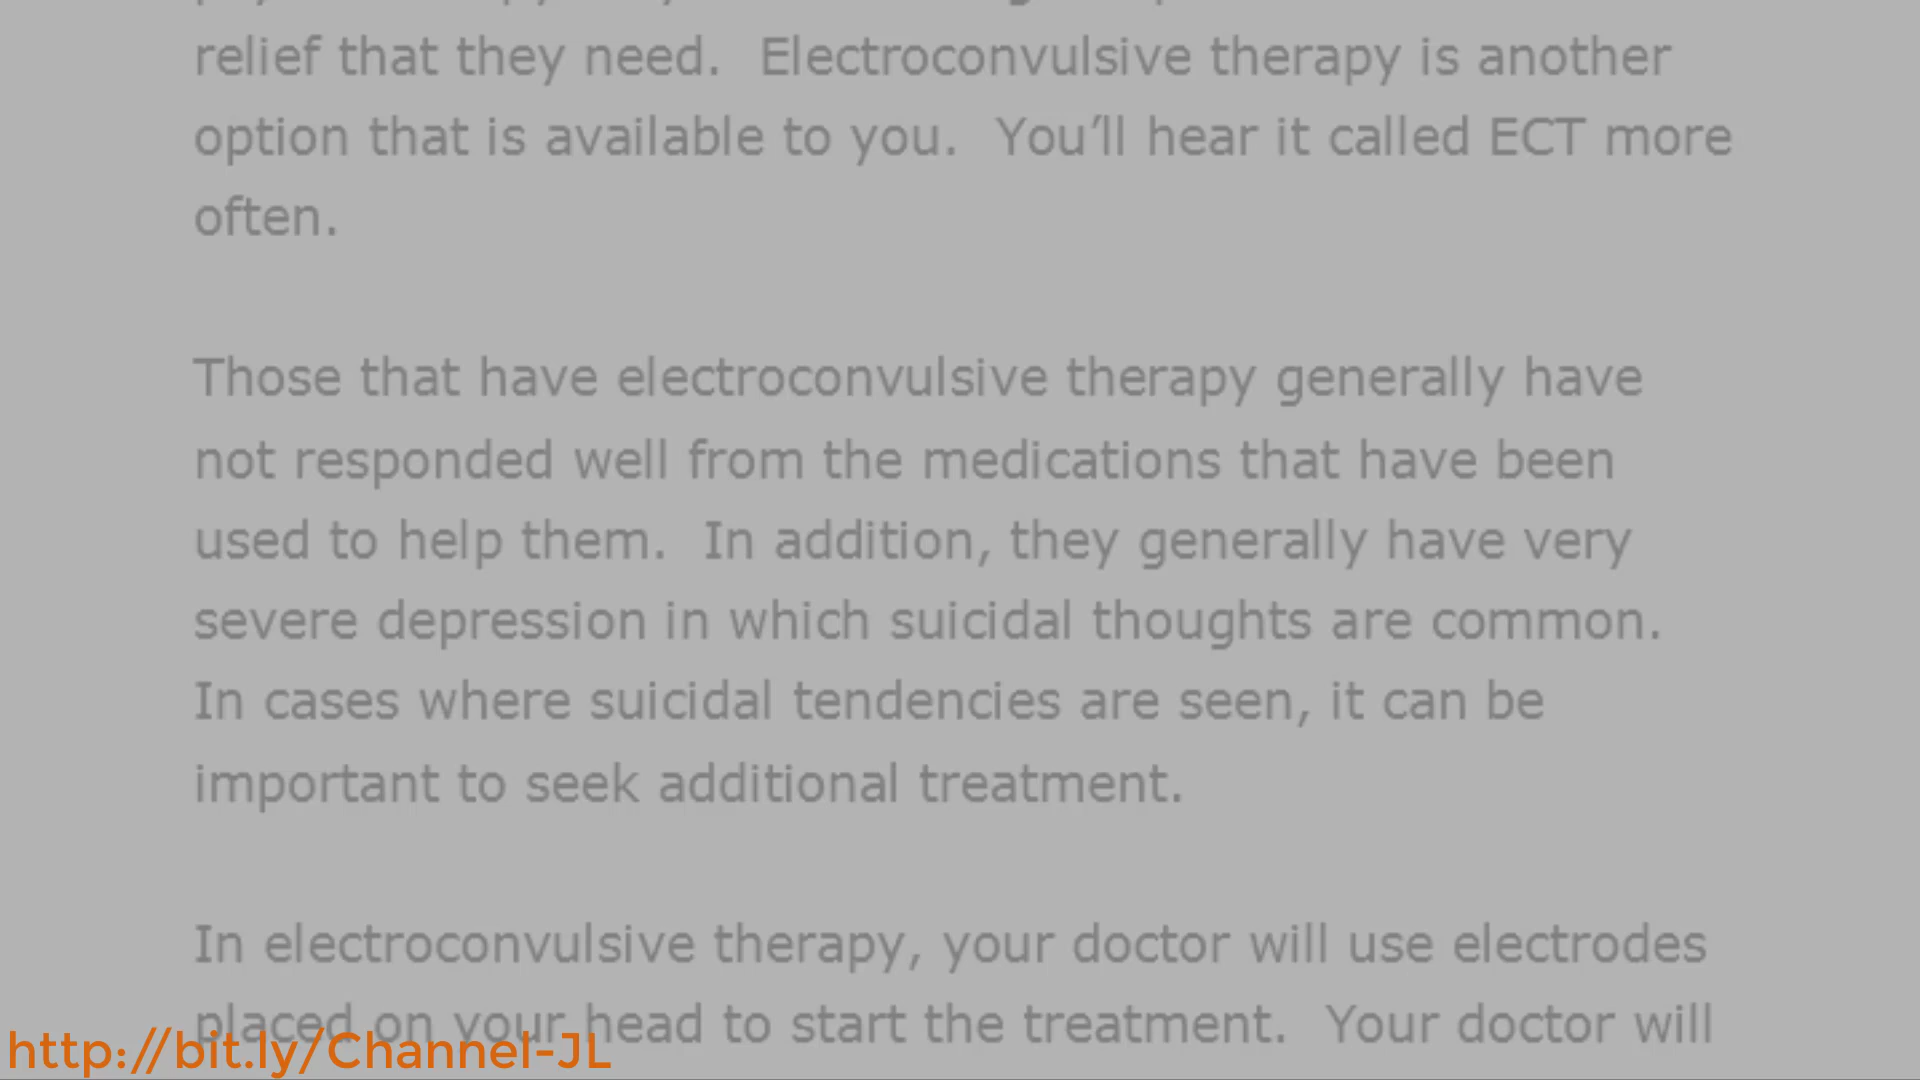 relief that they need.  Electroconvulsive therapy is another
option that is available to you.  You’ll hear it called ECT more
often.
Those that have electroconvulsive therapy generally have
not responded well from the medications that have been
used to help them.  In addition, they generally have very
severe depression in which suicidal thoughts are common.
In cases where suicidal tendencies are seen, it can be
important to seek additional treatment.
In electroconvulsive therapy, your doctor will use electrodes
placed on your head to start the treatment.  Your doctor will
http://bit.ly/Channel-JL